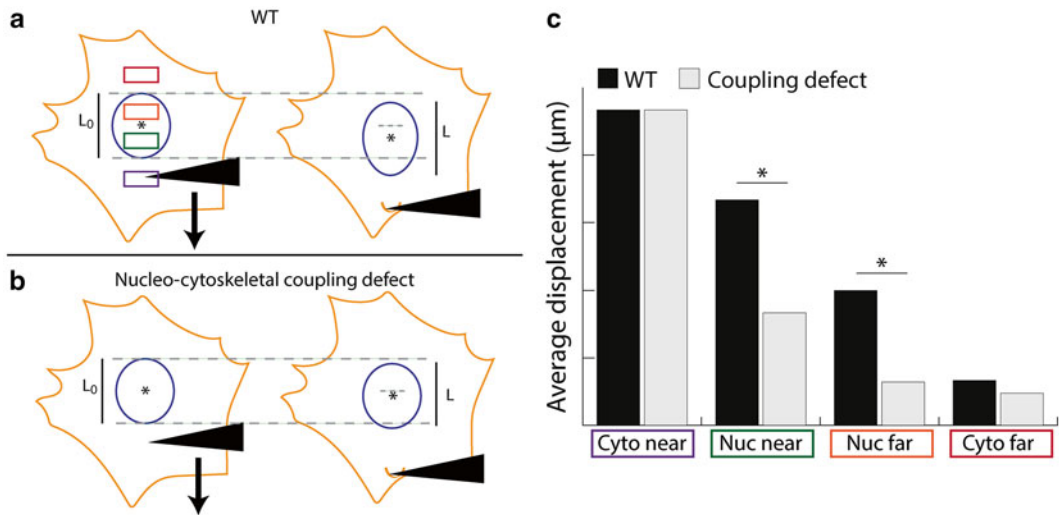 a
WT
L₀
*
*
L
b
Nucleo-cytoskeletal coupling defect
L₀
*
*
L
c
WT
Coupling defect
Average displacement (µm)
*
*
Cyto near
Nuc near
Nuc far
Cyto far